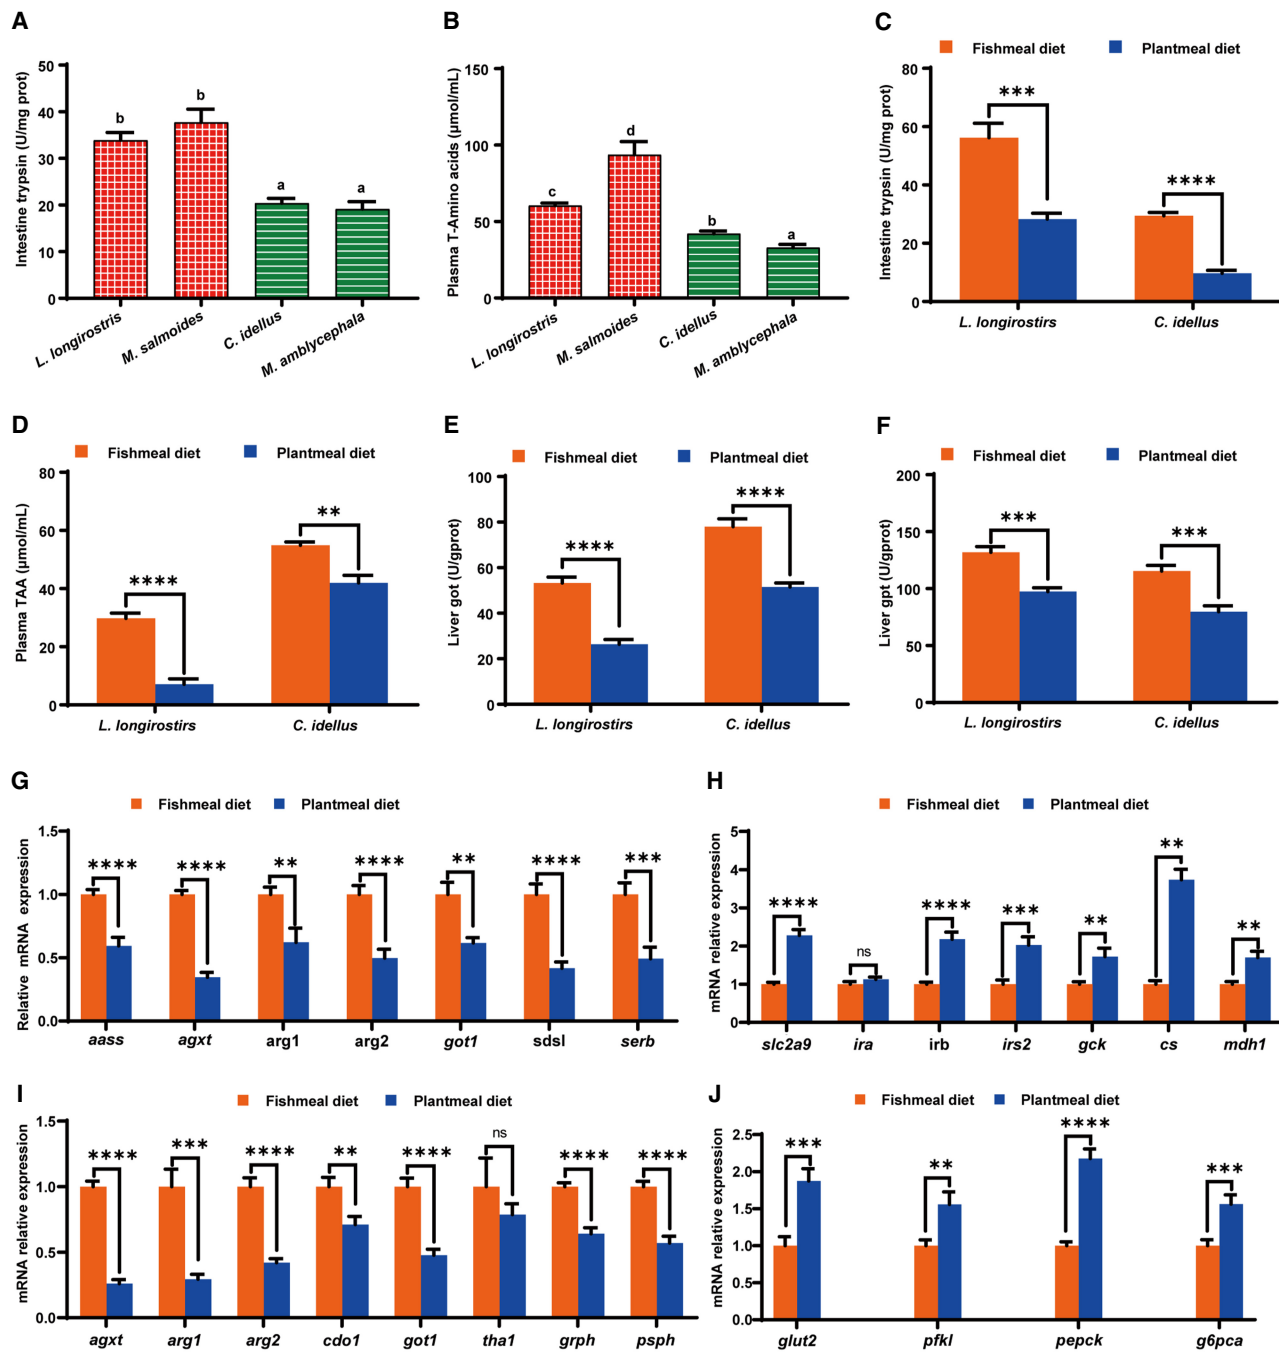 A
Intestine trypsin (U/mg prot)
50
40
30
20
10
0
b
b
a
a
L. longirostris
M. salmoides
C. idellus
M. amblycephala
B
Plasma T-Amino acids (μmol/mL)
150
100
50
0
c
d
b
a
L. longirostris
M. salmoides
C. idellus
M. amblycephala
C
Fishmeal diet
Plantmeal diet
Intestine trypsin (U/mg prot)
80
60
40
20
0
***
****
L. longirostirs
C. idellus
D
Fishmeal diet
Plantmeal diet
Plasma TAA (μmol/mL)
80
60
40
20
0
****
**
L. longirostirs
C. idellus
E
Fishmeal diet
Plantmeal diet
Liver got (U/gprot)
100
80
60
40
20
0
****
****
L. longirostirs
C. idellus
F
Fishmeal diet
Plantmeal diet
Liver gpt (U/gprot)
200
150
100
50
0
***
***
L. longirostirs
C. idellus
G
Fishmeal diet
Plantmeal diet
Relative mRNA expression
1.5
1.0
0.5
0.0
****
****
**
****
**
****
***
aass
agxt
arg1
arg2
got1
sdsl
serb
H
Fishmeal diet
Plantmeal diet
mRNA relative expression
5
4
3
2
1
0
****
ns
****
***
**
**
**
slc2a9
ira
irb
irs2
gck
cs
mdh1
I
Fishmeal diet
Plantmeal diet
mRNA relative expression
1.5
1.0
0.5
0.0
****
***
****
**
****
ns
****
****
agxt
arg1
arg2
cdo1
got1
tha1
grph
psph
J
Fishmeal diet
Plantmeal diet
mRNA relative expression
2.5
2.0
1.5
1.0
0.5
0.0
***
**
****
***
glut2
pfkl
pepck
g6pca